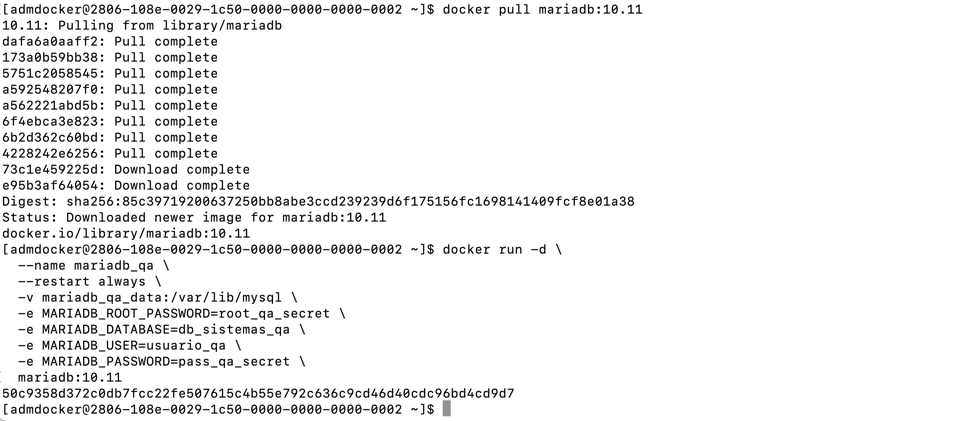 [admdocker@2806-108e-0029-1c50-0000-0000-0000-0002 ~]$ docker pull mariadb:10.11
10.11: Pulling from library/mariadb
dafa6a0aaff2: Pull complete
173a0b59bb38: Pull complete
5751c2058545: Pull complete
a592548207f0: Pull complete
a562221abd5b: Pull complete
6f4ebca3e823: Pull complete
6b2d362c60bd: Pull complete
4228242e6256: Pull complete
73c1e459225d: Download complete
e95b3af64054: Download complete
Digest: sha256:85c39719200637250bb8abe3ccd239239d6f175156fc1698141409fcf8e01a38
Status: Downloaded newer image for mariadb:10.11
docker.io/library/mariadb:10.11
[admdocker@2806-108e-0029-1c50-0000-0000-0000-0002 ~]$ docker run -d \
  --name mariadb_qa \
  --restart always \
  -v mariadb_qa_data:/var/lib/mysql \
  -e MARIADB_ROOT_PASSWORD=root_qa_secret \
  -e MARIADB_DATABASE=db_sistemas_qa \
  -e MARIADB_USER=usuario_qa \
  -e MARIADB_PASSWORD=pass_qa_secret \
  mariadb:10.11
50c9358d372c0db7fcc22fe507615c4b55e792c636c9cd46d40cdc96bd4cd9d7
[admdocker@2806-108e-0029-1c50-0000-0000-0000-0002 ~]$